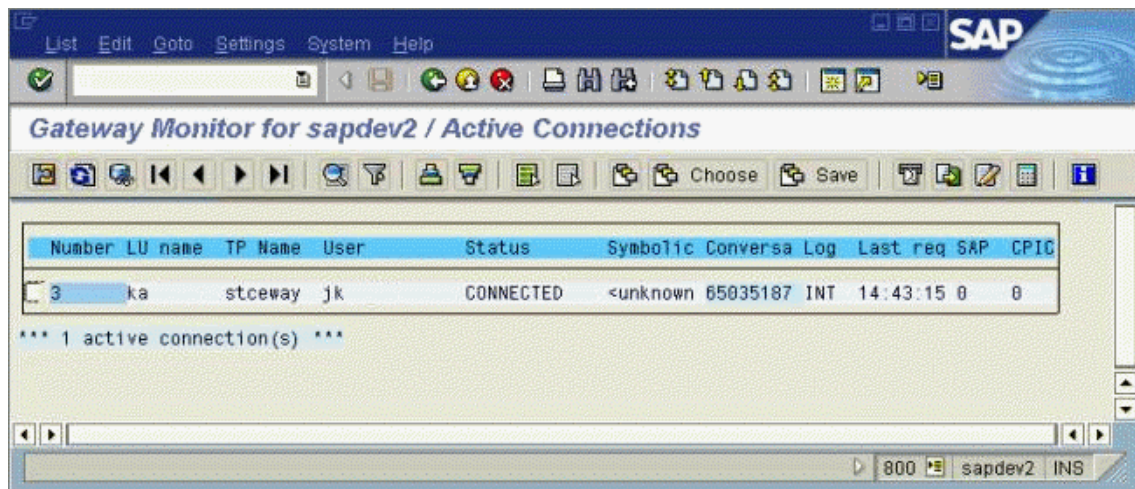 List Edit Goto Settings System Help
SAP
Gateway Monitor for sapdev2 / Active Connections
Choose Save
Number LU name TP Name User Status Symbolic Conversa Log Last req SAP CPIC
3 ka stceway jk CONNECTED <unknown 65035187 INT 14:43:15 0 0
*** 1 active connection(s) ***
800 sapdev2 INS